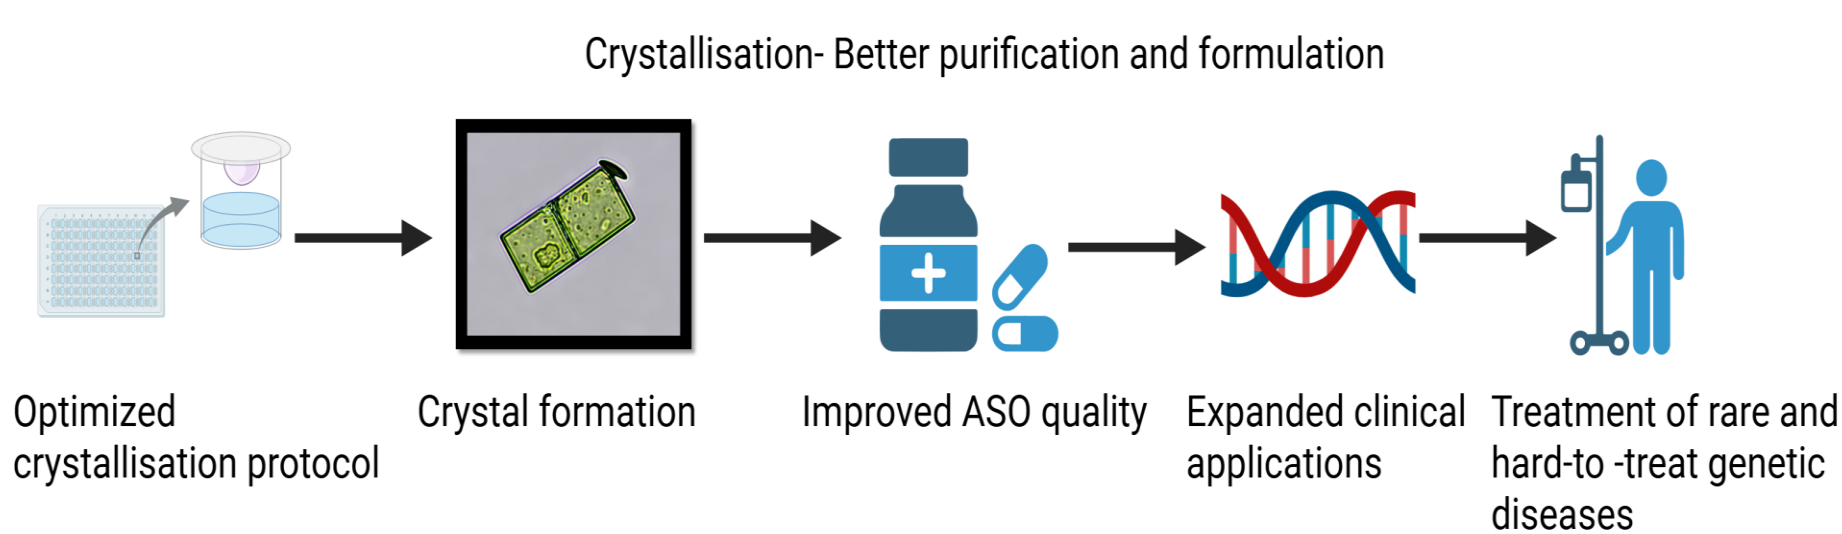 Crystallisation- Better purification and formulation
Optimized
crystallisation protocol
Crystal formation
Improved ASO quality
Expanded clinical
applications
Treatment of rare and
hard-to -treat genetic
diseases